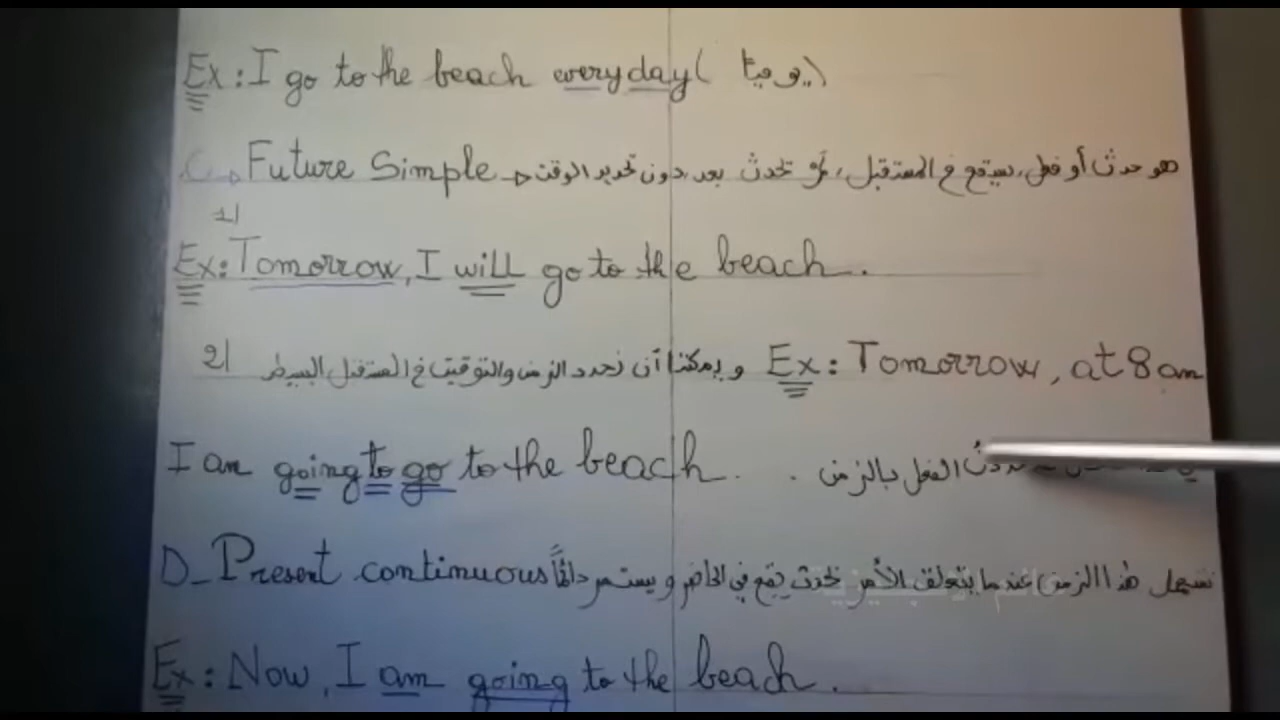 Ex: I go to the beach everyday (يوميا)
C Future Simple → هو حدث أو فعل، سيقع في المستقبل، لم تحدث بعد، دون تحديد الوقت
1/
Ex: Tomorrow, I will go to the beach.
2/ و يمكننا أن نحدد الزمن والتوقيت في المستقبل البسيط Ex: Tomorrow, at 8 am
I am going to go to the beach. الفعل بالزمن .
D_ Present continuous نستعمل هذا الزمن عندما يتعلق الأمر بحدث يقع في الحاضر و يستمر دائماً
Ex: Now, I am going to the beach.